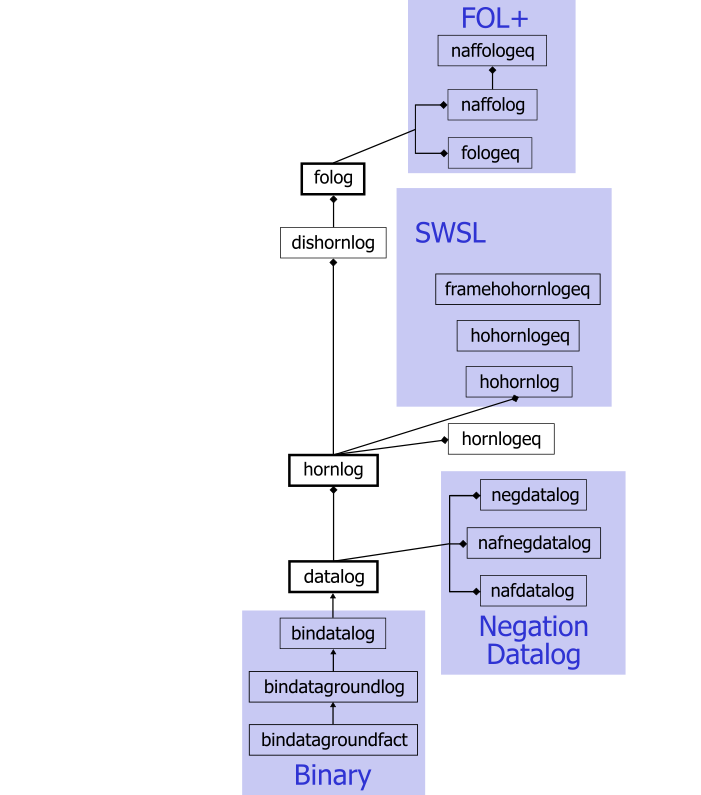 FOL+
naffologeq
naffolog
fologeq
folog
dishornlog
SWSL
framehohornlogeq
hohornlogeq
hohornlog
hornlogeq
hornlog
negdatalog
nafnegdatalog
datalog
nafdatalog
Negation
Datalog
bindatalog
bindatagroundlog
bindatagroundfact
Binary